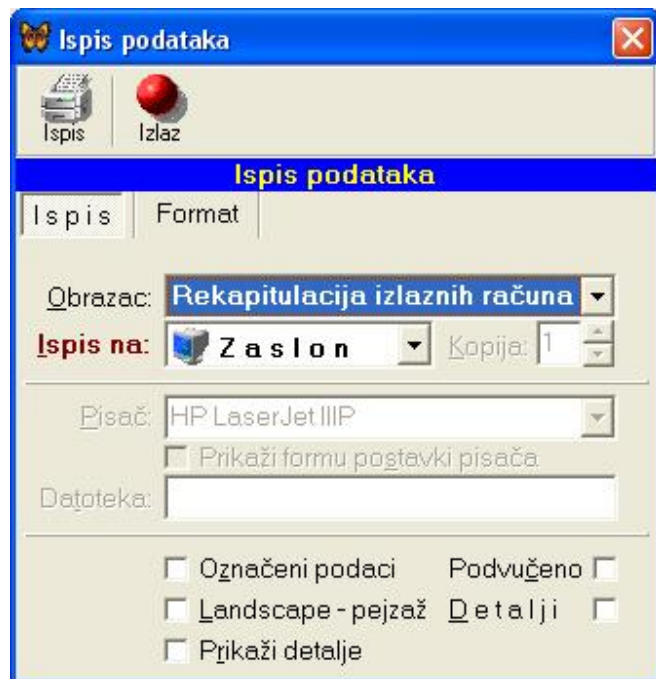 Ispis podataka
Ispis Izlaz
Ispis podataka
Ispis Format
Obrazac: Rekapitulacija izlaznih računa
Ispis na: Zaslon Kopija: 1
Pisač: HP LaserJet IIIP
Prikaži formu postavki pisača
Datoteka:
Označeni podaci Podvučeno
Landscape - pejzaž Detalji
Prikaži detalje